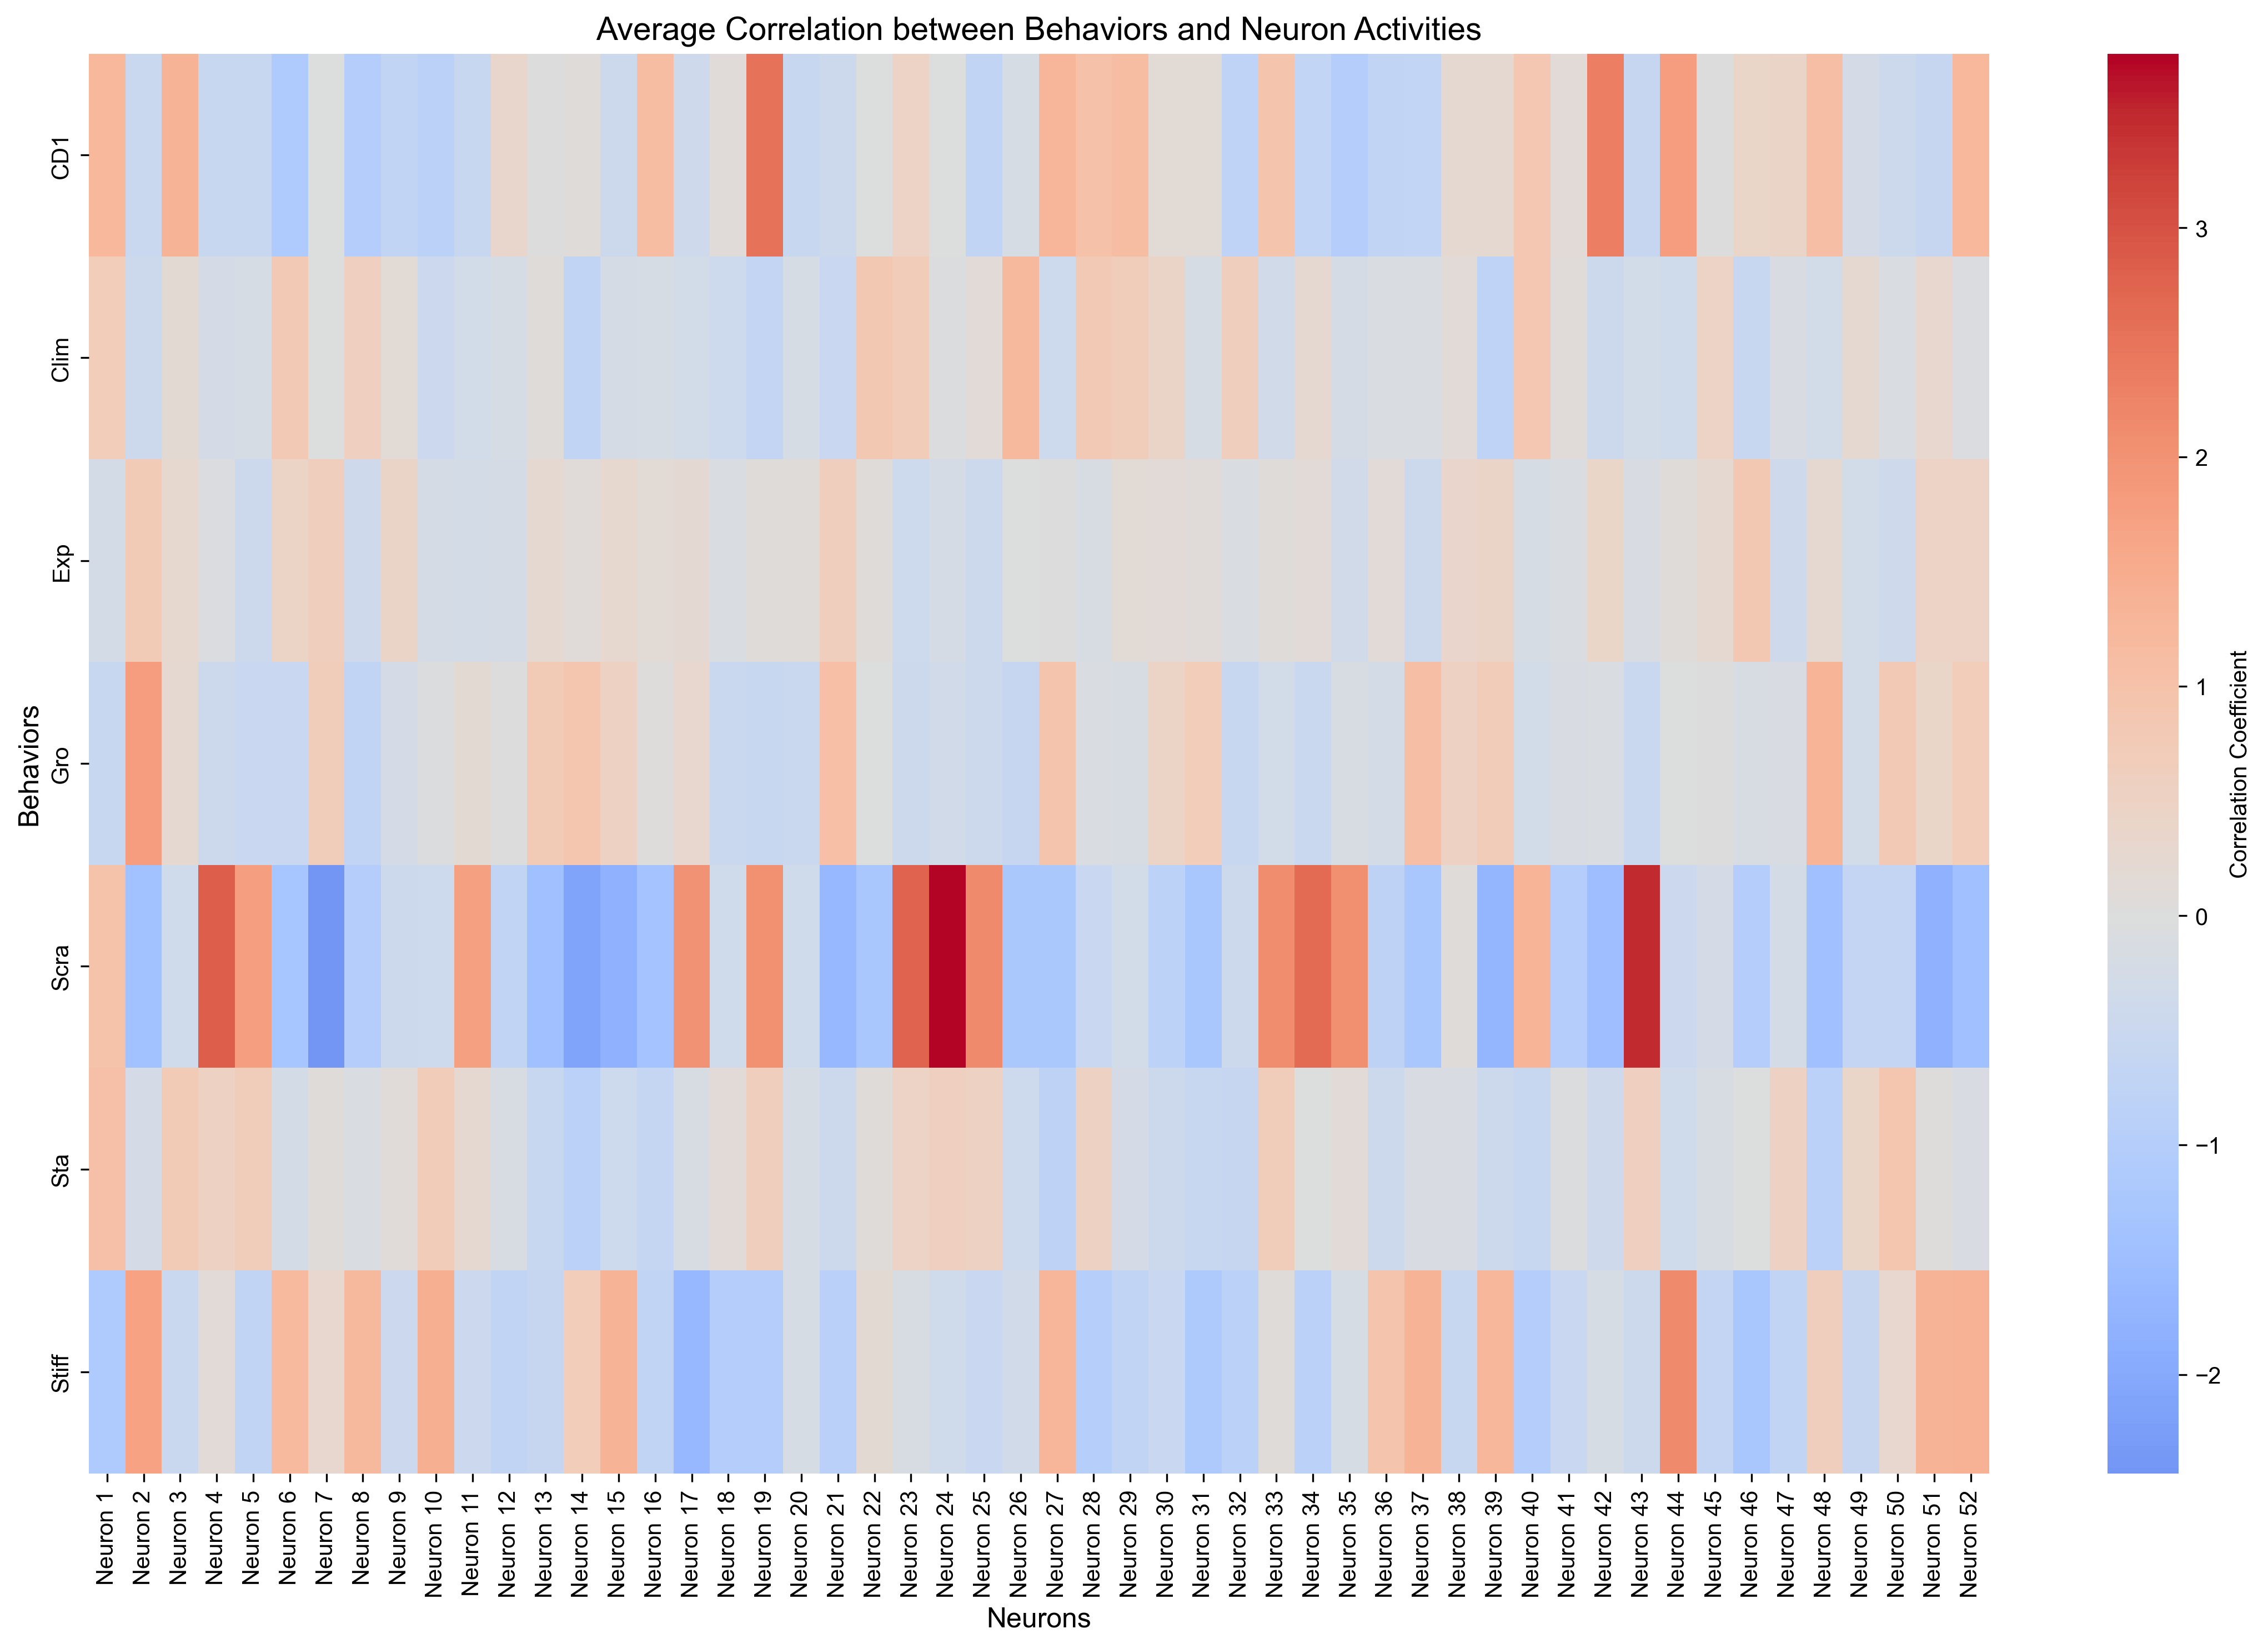 Average Correlation between Behaviors and Neuron Activities
Behaviors
CD1
Clim
Exp
Gro
Scra
Sta
Stiff
Neuron 1
Neuron 2
Neuron 3
Neuron 4
Neuron 5
Neuron 6
Neuron 7
Neuron 8
Neuron 9
Neuron 10
Neuron 11
Neuron 12
Neuron 13
Neuron 14
Neuron 15
Neuron 16
Neuron 17
Neuron 18
Neuron 19
Neuron 20
Neuron 21
Neuron 22
Neuron 23
Neuron 24
Neuron 25
Neuron 26
Neuron 27
Neuron 28
Neuron 29
Neuron 30
Neuron 31
Neuron 32
Neuron 33
Neuron 34
Neuron 35
Neuron 36
Neuron 37
Neuron 38
Neuron 39
Neuron 40
Neuron 41
Neuron 42
Neuron 43
Neuron 44
Neuron 45
Neuron 46
Neuron 47
Neuron 48
Neuron 49
Neuron 50
Neuron 51
Neuron 52
Neurons
3
2
1
0
−1
−2
Correlation Coefficient